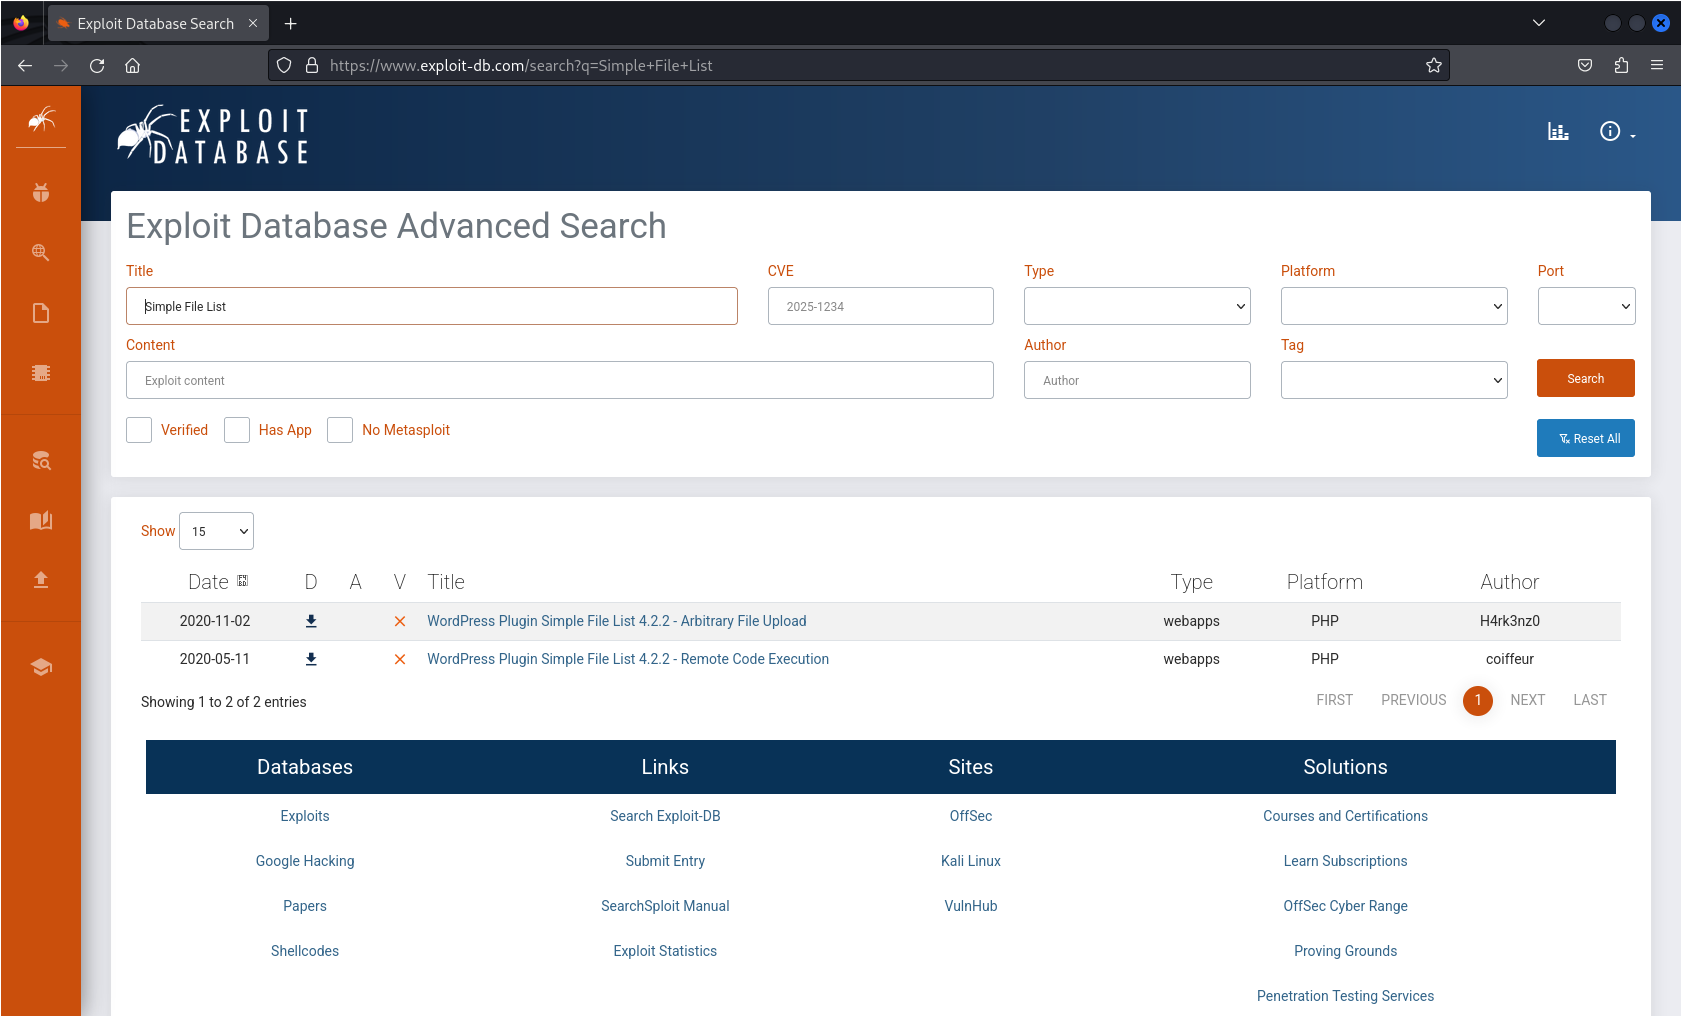 Exploit Database Search
https://www.exploit-db.com/search?q=Simple+File+List
EXPLOIT
DATABASE
Exploit Database Advanced Search
Title CVE Type Platform Port
Simple File List 2025-1234
Content Author Tag
Exploit content Author Search
Verified Has App No Metasploit Reset All
Show 15
Date D A V Title Type Platform Author
2020-11-02 WordPress Plugin Simple File List 4.2.2 - Arbitrary File Upload webapps PHP H4rk3nz0
2020-05-11 WordPress Plugin Simple File List 4.2.2 - Remote Code Execution webapps PHP coiffeur
Showing 1 to 2 of 2 entries FIRST PREVIOUS 1 NEXT LAST
Databases Links Sites Solutions
Exploits Search Exploit-DB OffSec Courses and Certifications
Google Hacking Submit Entry Kali Linux Learn Subscriptions
Papers SearchSploit Manual VulnHub OffSec Cyber Range
Shellcodes Exploit Statistics Proving Grounds
Penetration Testing Services